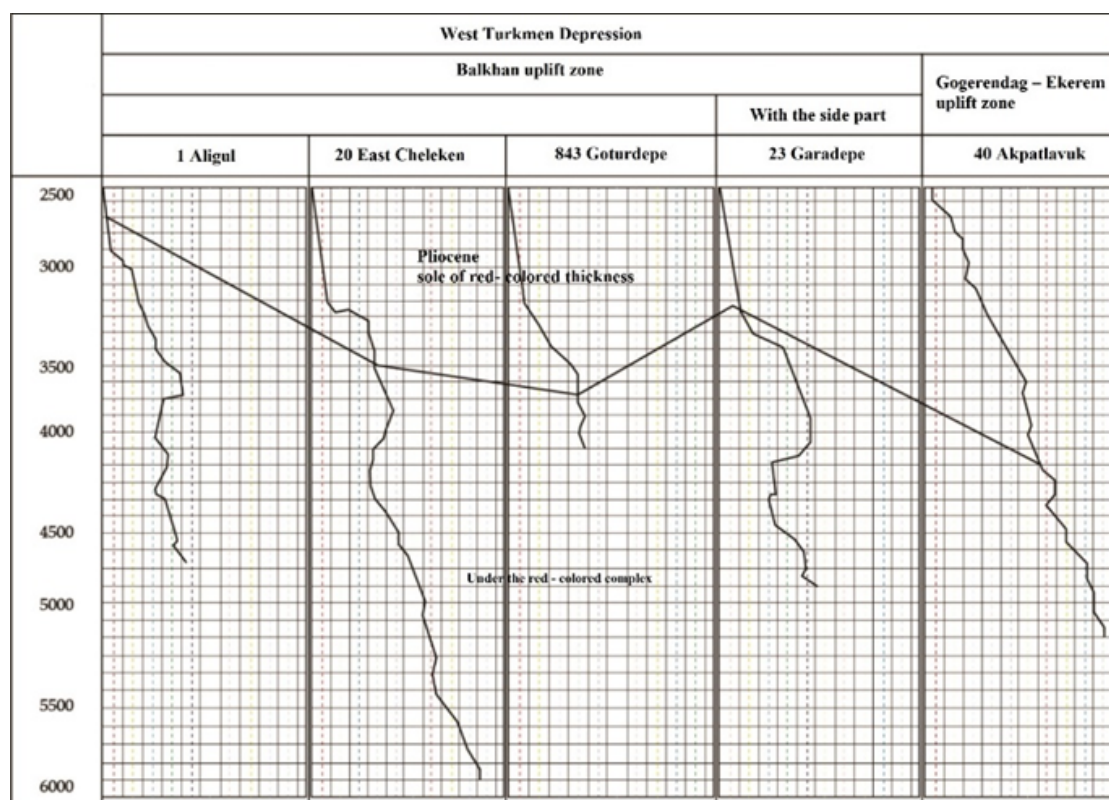 West Turkmen Depression
Balkhan uplift zone
Gogerendag – Ekerem
uplift zone
With the side part
1 Aligul
20 East Cheleken
843 Goturdepe
23 Garadepe
40 Akpatlavuk
2500
3000
3500
4000
4500
5000
5500
6000
Pliocene
sole of red- colored thickness
Under the red - colored complex